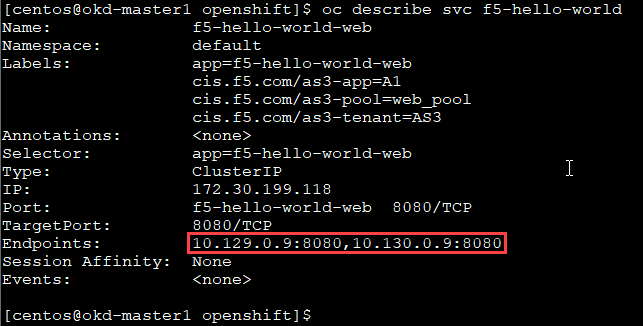 [centos@okd-master1 openshift]$ oc describe svc f5-hello-world
Name: f5-hello-world-web
Namespace: default
Labels: app=f5-hello-world-web
cis.f5.com/as3-app=A1
cis.f5.com/as3-pool=web_pool
cis.f5.com/as3-tenant=AS3
Annotations: <none>
Selector: app=f5-hello-world-web
Type: ClusterIP
IP: 172.30.199.118
Port: f5-hello-world-web 8080/TCP
TargetPort: 8080/TCP
Endpoints: 10.129.0.9:8080,10.130.0.9:8080
Session Affinity: None
Events: <none>
[centos@okd-master1 openshift]$